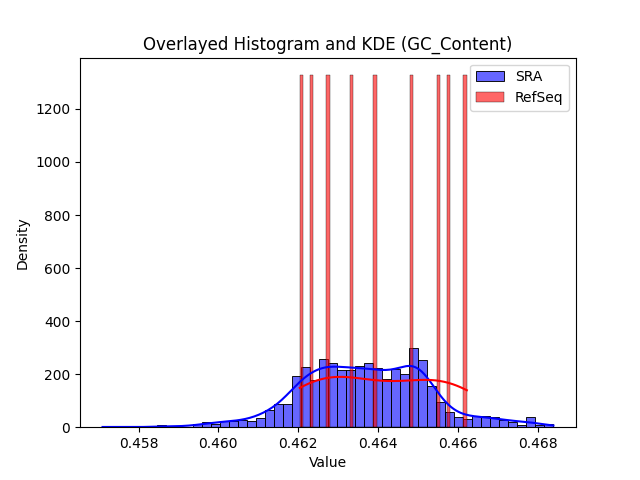 Overlayed Histogram and KDE (GC_Content)
SRA
RefSeq
1200
1000
800
600
400
200
0
Density
0.458 0.460 0.462 0.464 0.466 0.468
Value